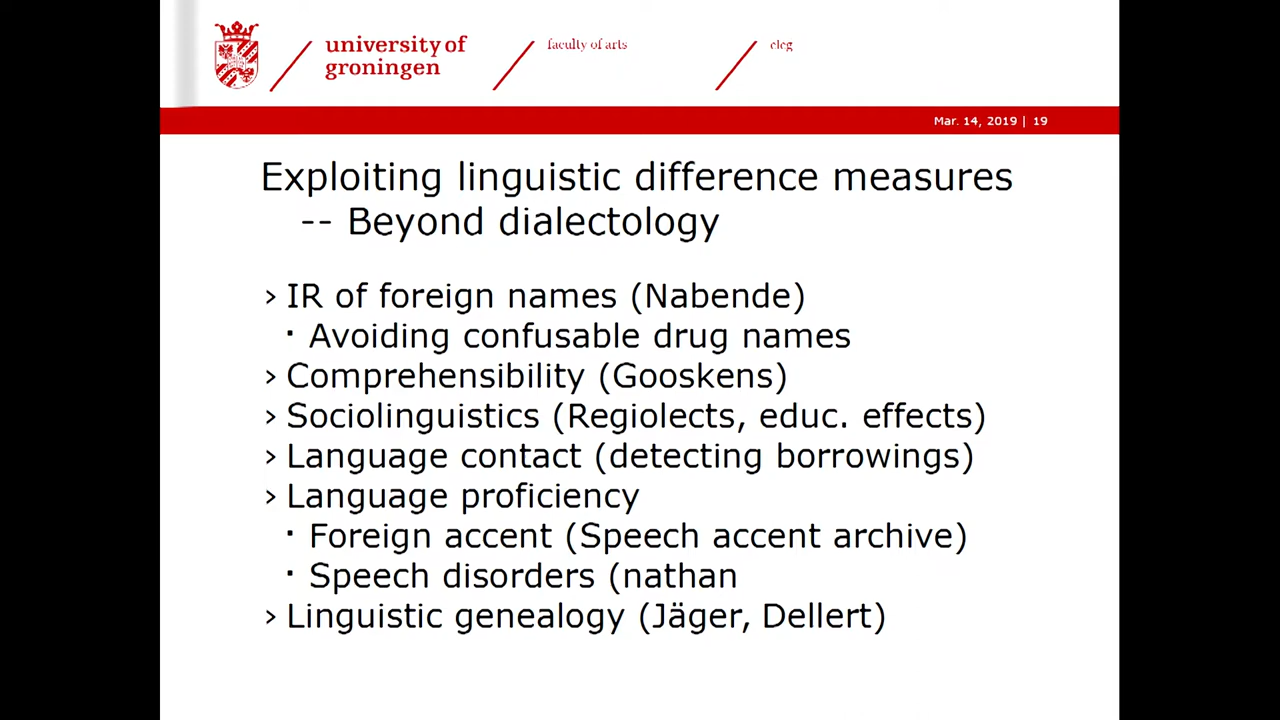 university of
groningen
faculty of arts
clcg
Mar. 14, 2019 | 19
Exploiting linguistic difference measures
-- Beyond dialectology
› IR of foreign names (Nabende)
▪ Avoiding confusable drug names
› Comprehensibility (Gooskens)
› Sociolinguistics (Regiolects, educ. effects)
› Language contact (detecting borrowings)
› Language proficiency
▪ Foreign accent (Speech accent archive)
▪ Speech disorders (nathan
› Linguistic genealogy (Jäger, Dellert)